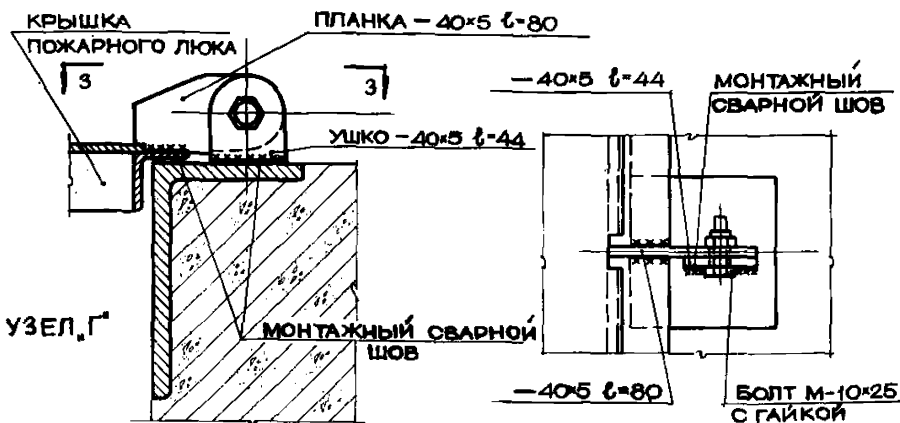 КРЫШКА
ПОЖАРНОГО ЛЮКА
ПЛАНКА – 40×5 ℓ=80
3
3
УШКО – 40×5 ℓ=44
УЗЕЛ „Г"
МОНТАЖНЫЙ СВАРНОЙ
ШОВ
– 40×5 ℓ=44
МОНТАЖНЫЙ
СВАРНОЙ ШОВ
– 40×5 ℓ=80
БОЛТ М-10×25
С ГАЙКОЙ